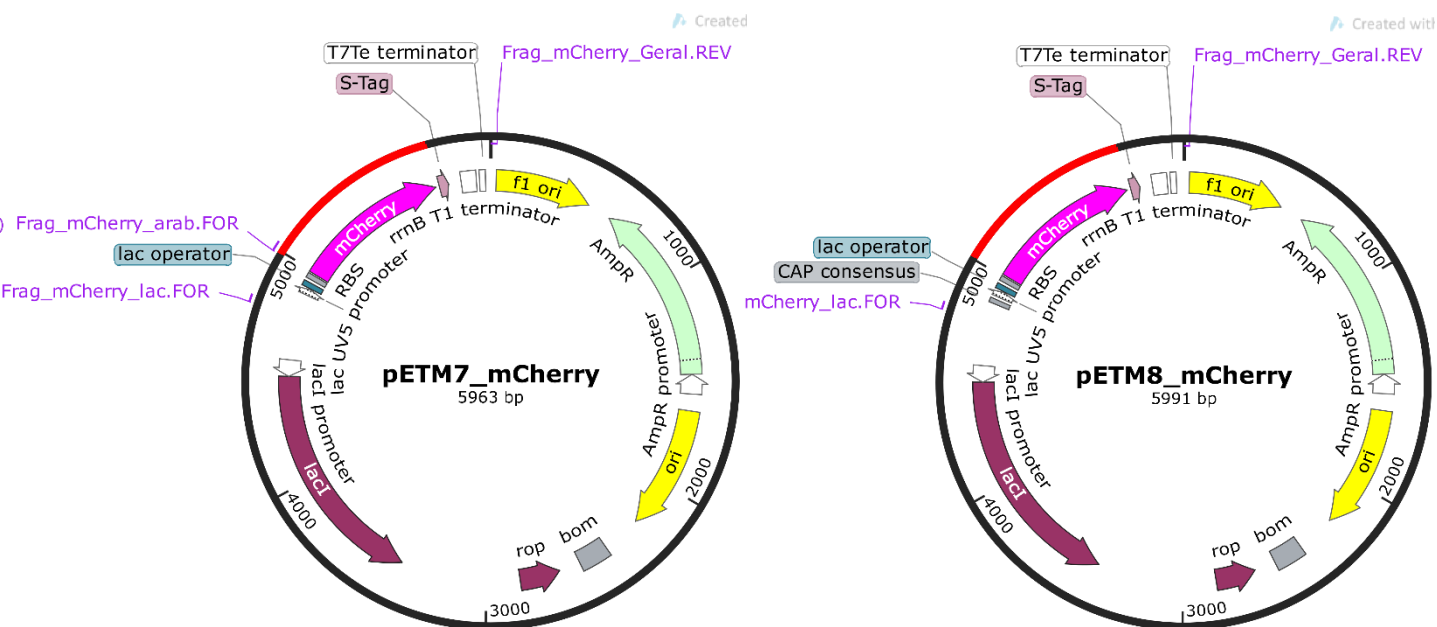 Created
T7Te terminator
Frag_mCherry_Geral.REV
S-Tag
f1 ori
mCherry
rrnB T1 terminator
AmpR
1000
) Frag_mCherry_arab.FOR
lac operator
5000
RBS
Frag_mCherry_lac.FOR
lac UV5 promoter
AmpR promoter
lacI promoter
pETM7_mCherry
5963 bp
lacI
ori
2000
4000
bom
rop
3000
Created with
T7Te terminator
Frag_mCherry_Geral.REV
S-Tag
f1 ori
mCherry
rrnB T1 terminator
AmpR
1000
lac operator
CAP consensus
5000
RBS
mCherry_lac.FOR
lac UV5 promoter
AmpR promoter
lacI promoter
pETM8_mCherry
5991 bp
lacI
ori
2000
4000
bom
rop
3000